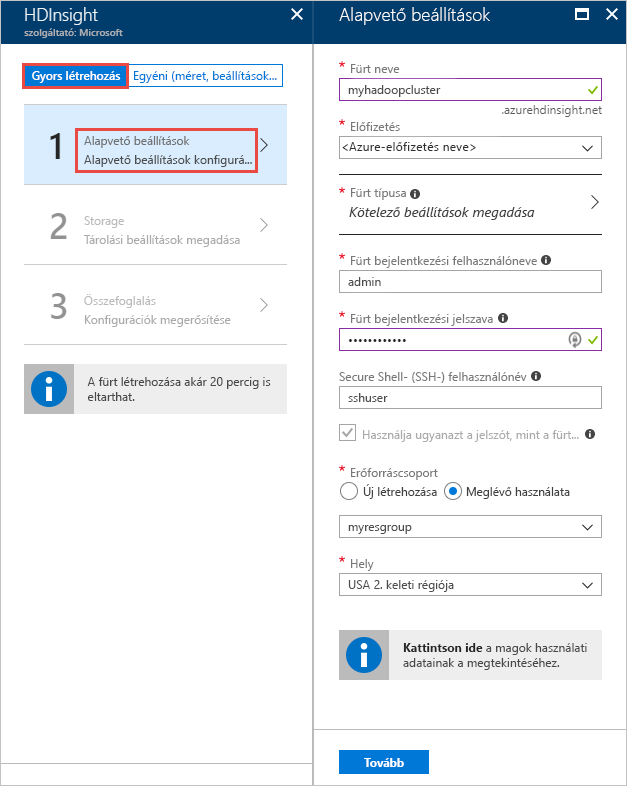 HDInsight
szolgáltató: Microsoft
Gyors létrehozás
Egyéni (méret, beállítások...
1
Alapvető beállítások
Alapvető beállítások konfigurá...
2
Storage
Tárolási beállítások megadása
3
Összefoglalás
Konfigurációk megerősítése
A fürt létrehozása akár 20 percig is
eltarthat.
Alapvető beállítások
* Fürt neve
myhadoopcluster
.azurehdinsight.net
* Előfizetés
<Azure-előfizetés neve>
* Fürt típusa
Kötelező beállítások megadása
* Fürt bejelentkezési felhasználóneve
admin
* Fürt bejelentkezési jelszava
••••••••••••
Secure Shell- (SSH-) felhasználónév
sshuser
Használja ugyanazt a jelszót, mint a fürt...
* Erőforráscsoport
Új létrehozása
Meglévő használata
myresgroup
* Hely
USA 2. keleti régiója
Kattintson ide a magok használati
adatainak a megtekintéséhez.
Tovább